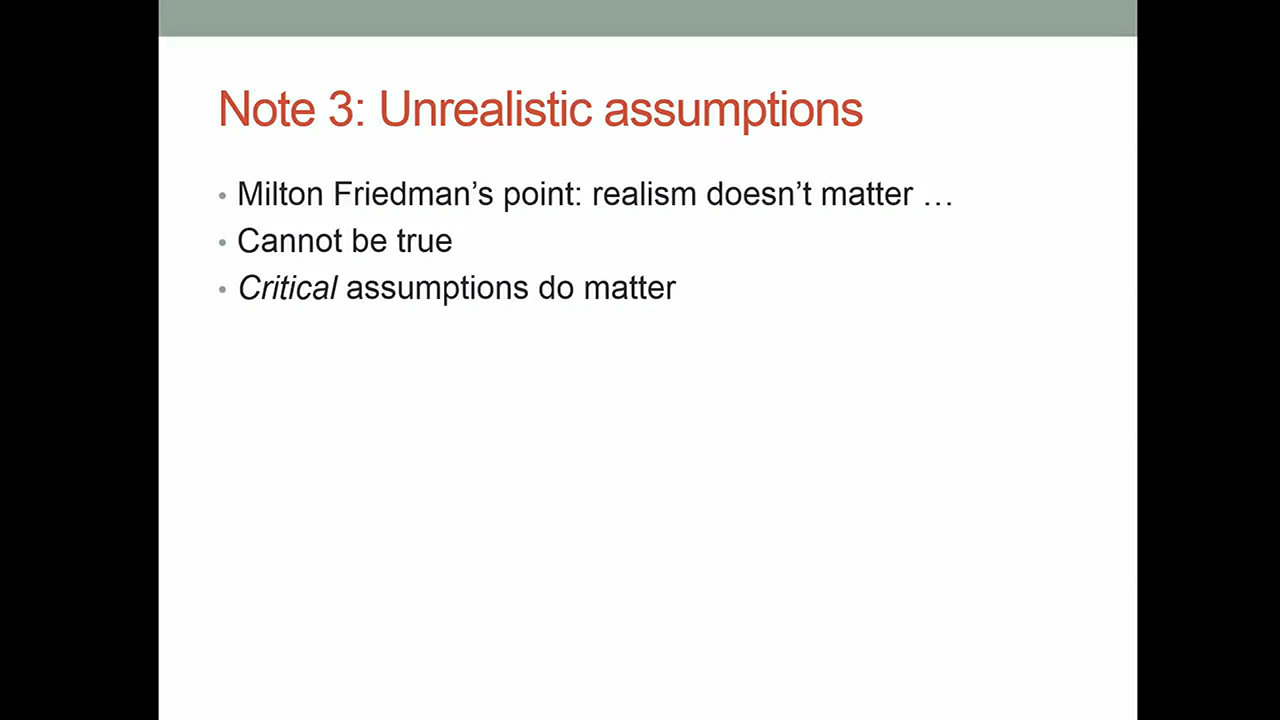 Note 3: Unrealistic assumptions
• Milton Friedman’s point: realism doesn’t matter …
• Cannot be true
• Critical assumptions do matter